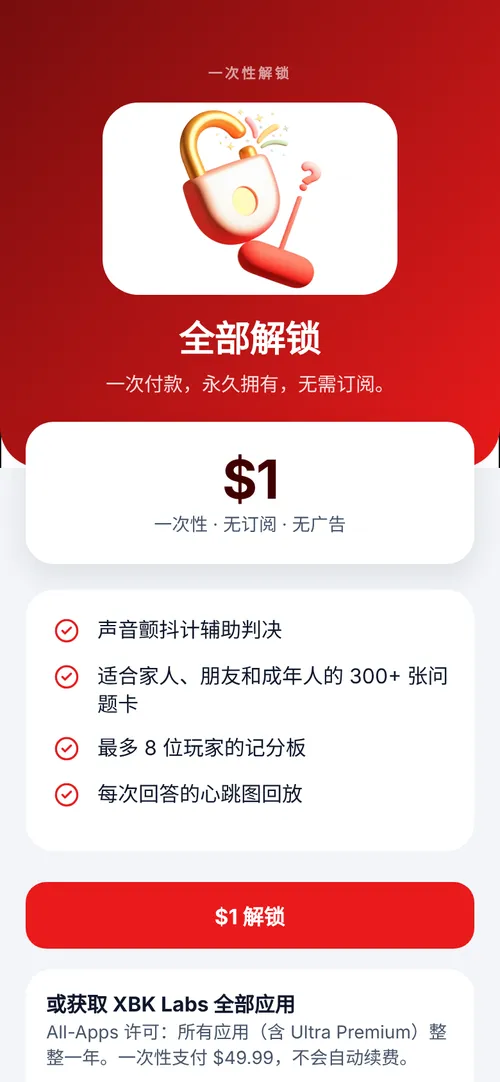 一次性解锁
全部解锁
一次付款，永久拥有，无需订阅。
$1
一次性 · 无订阅 · 无广告
声音颤抖计辅助判决
适合家人、朋友和成年人的 300+ 张问
题卡
最多 8 位玩家的记分板
每次回答的心跳图回放
$1 解锁
或获取 XBK Labs 全部应用
All-Apps 许可：所有应用（含 Ultra Premium）整
整一年。一次性支付 $49.99，不会自动续费。